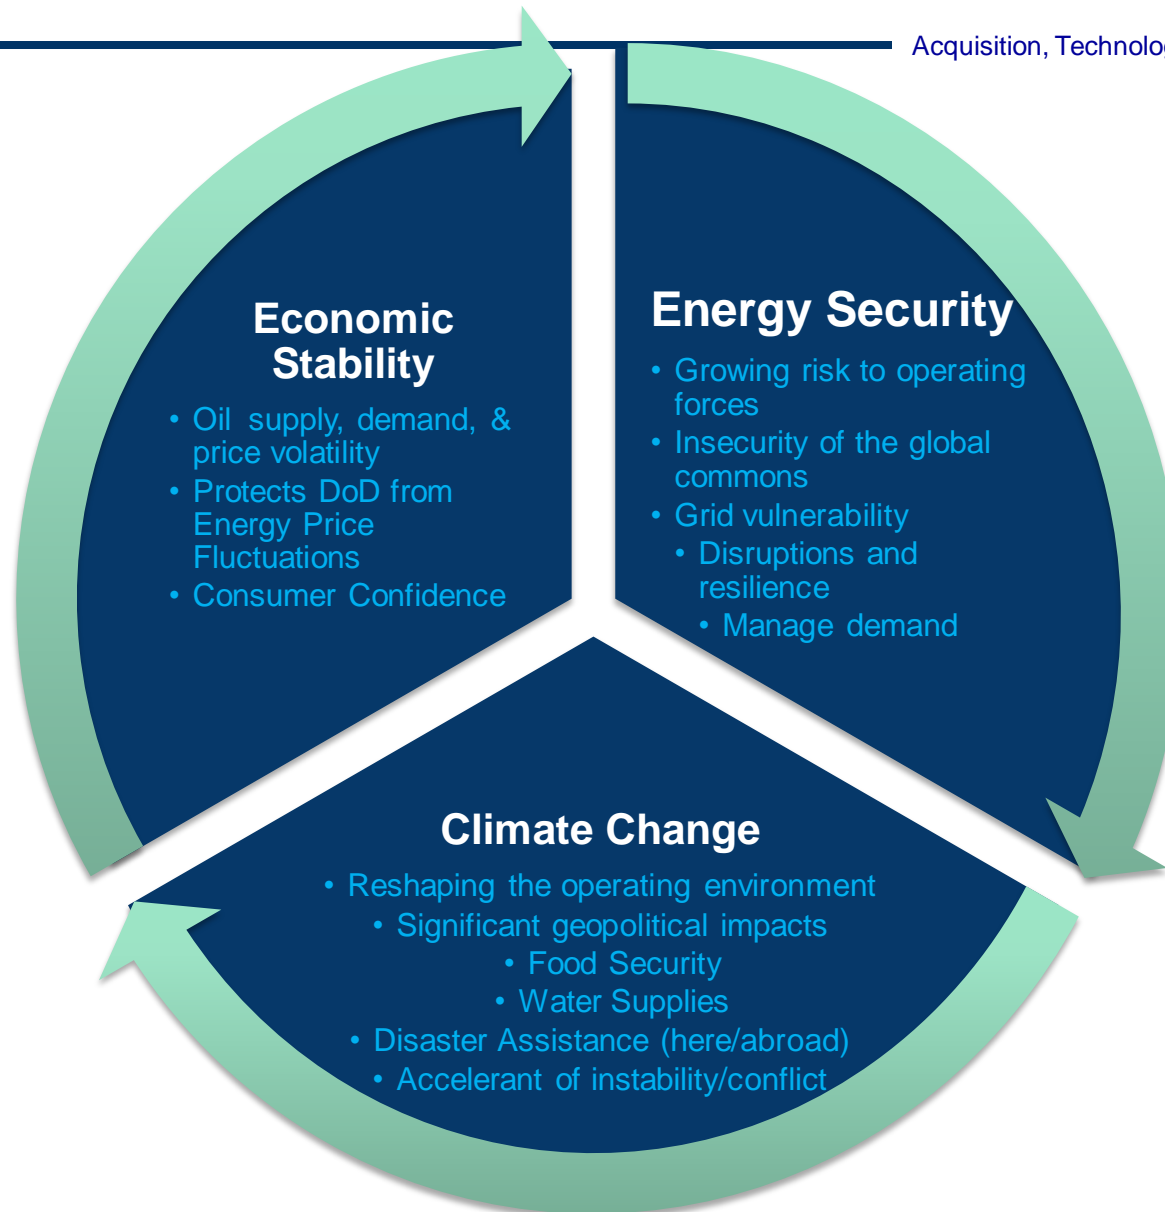 Acquisition, Technolog
Economic
Stability
• Oil supply, demand, &
price volatility
• Protects DoD from
Energy Price
Fluctuations
• Consumer Confidence
Energy Security
• Growing risk to operating
forces
• Insecurity of the global
commons
• Grid vulnerability
• Disruptions and
resilience
• Manage demand
Climate Change
• Reshaping the operating environment
• Significant geopolitical impacts
• Food Security
• Water Supplies
• Disaster Assistance (here/abroad)
• Accelerant of instability/conflict